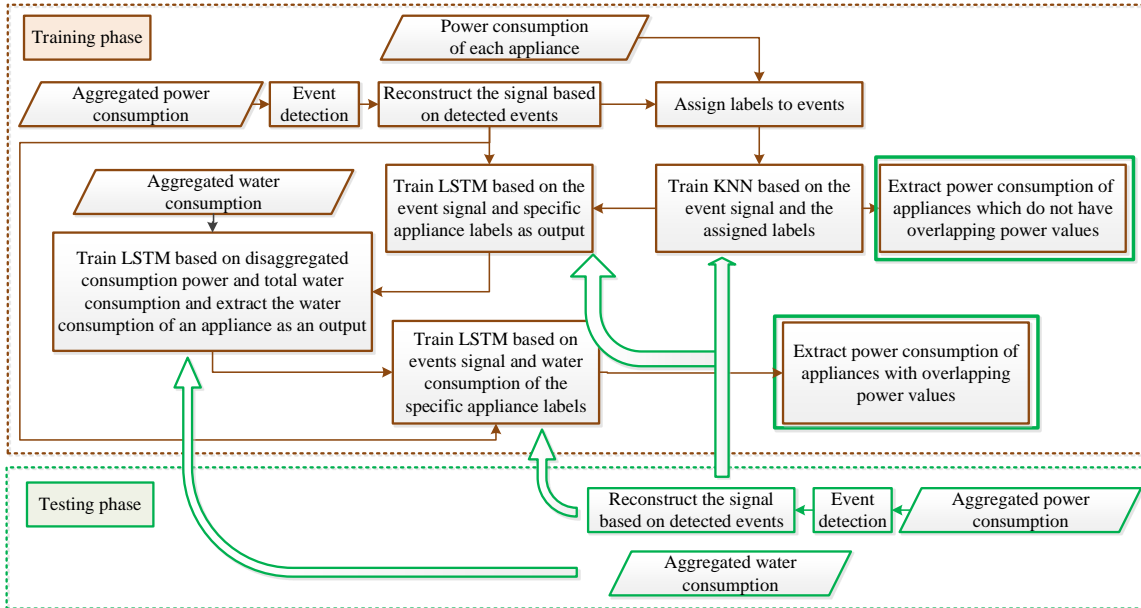 Training phase
Power consumption
of each appliance
Aggregated power
consumption
Event
detection
Reconstruct the signal based
on detected events
Assign labels to events
Aggregated water
consumption
Train LSTM based on the
event signal and specific
appliance labels as output
Train KNN based on the
event signal and the
assigned labels
Extract power consumption of
appliances which do not have
overlapping power values
Train LSTM based on disaggregated
consumption power and total water
consumption and extract the water
consumption of an appliance as an output
Train LSTM based on
events signal and water
consumption of the
specific appliance labels
Extract power consumption of
appliances with overlapping
power values
Testing phase
Reconstruct the signal
based on detected events
Event
detection
Aggregated power
consumption
Aggregated water
consumption